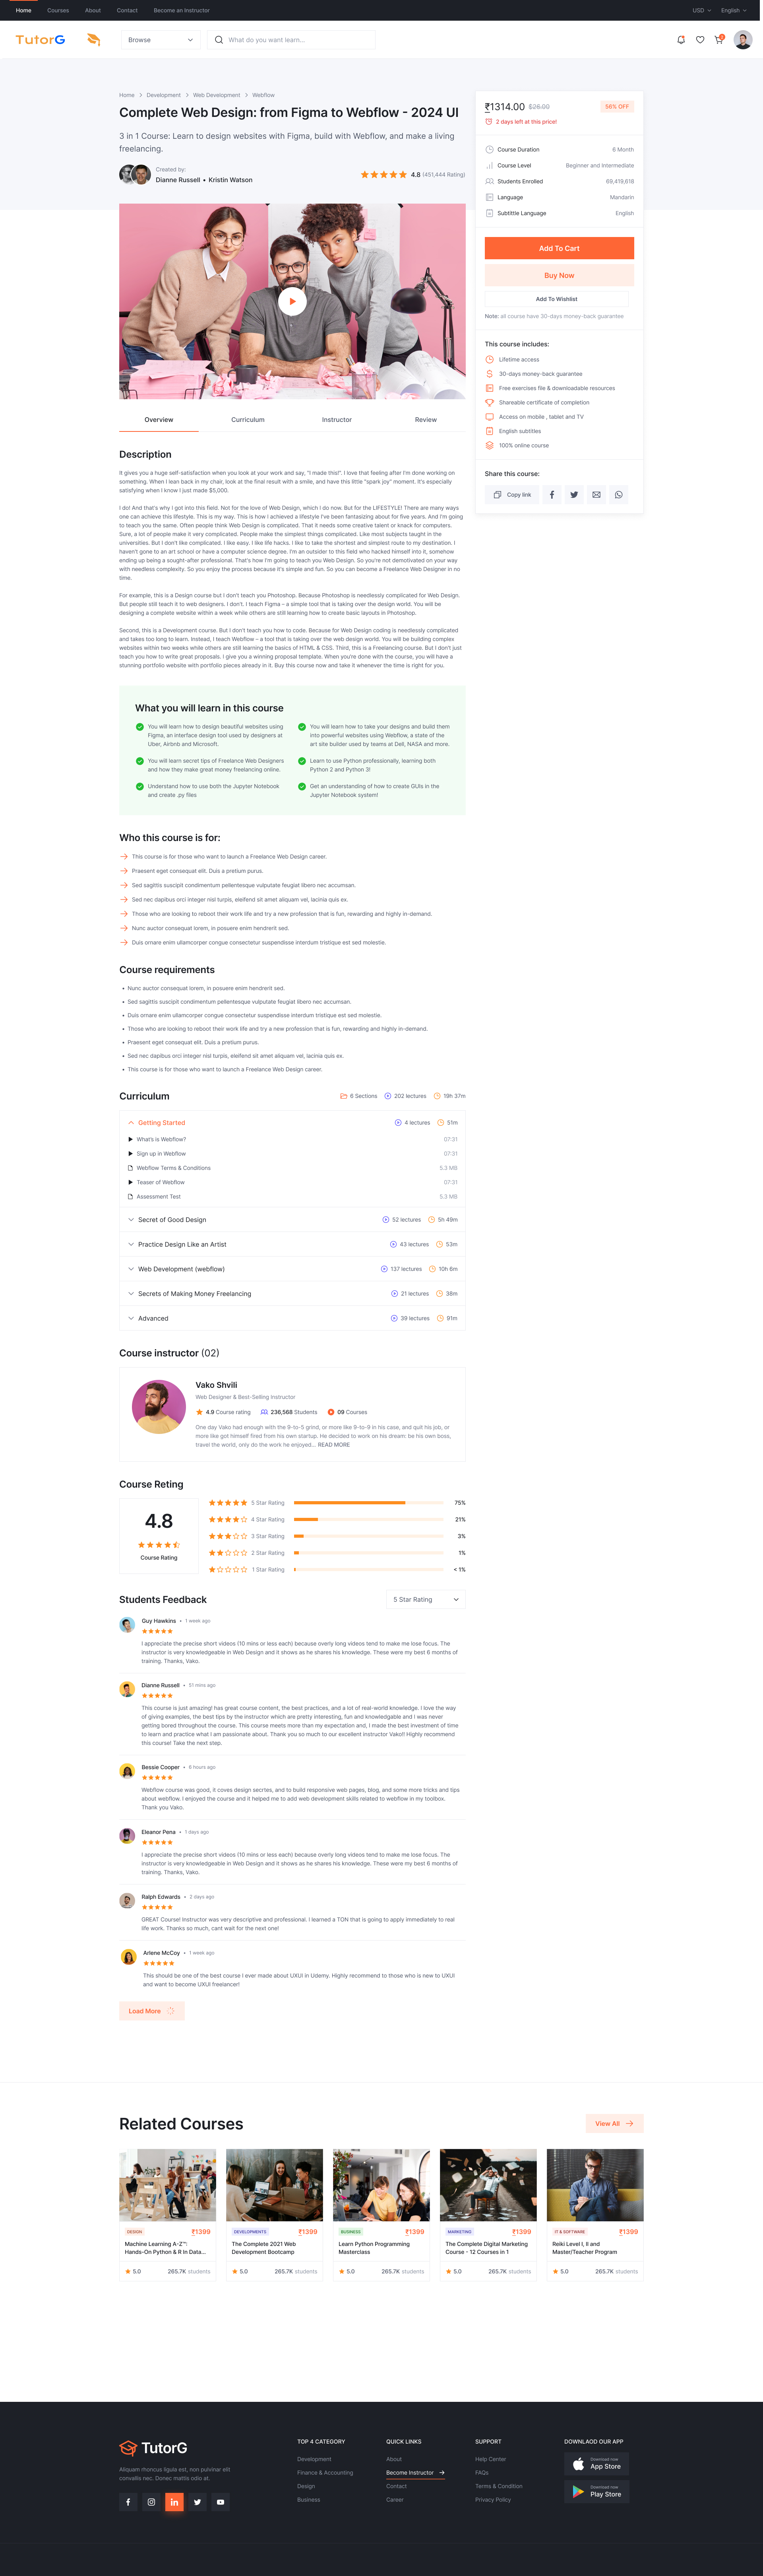 Home Courses About Contact Become an Instructor USD English
TutorG Browse What do you want learn... 2
Home Development Web Development Webflow
Complete Web Design: from Figma to Webflow - 2024 UI
3 in 1 Course: Learn to design websites with Figma, build with Webflow, and make a living
freelancing.
Created by:
Dianne Russell • Kristin Watson
4.8 (451,444 Rating)
₹1314.00 $26.00 56% OFF
2 days left at this price!
Course Duration 6 Month
Course Level Beginner and Intermediate
Students Enrolled 69,419,618
Language Mandarin
Subtittle Language English
Add To Cart
Buy Now
Add To Wishlist
Note: all course have 30-days money-back guarantee
This course includes:
Lifetime access
30-days money-back guarantee
Free exercises file & downloadable resources
Shareable certificate of completion
Access on mobile , tablet and TV
English subtitles
100% online course
Share this course:
Copy link
Overview Curriculum Instructor Review
Description
It gives you a huge self-satisfaction when you look at your work and say, "I made this!". I love that feeling after I'm done working on
something. When I lean back in my chair, look at the final result with a smile, and have this little "spark joy" moment. It's especially
satisfying when I know I just made $5,000.
I do! And that's why I got into this field. Not for the love of Web Design, which I do now. But for the LIFESTYLE! There are many ways
one can achieve this lifestyle. This is my way. This is how I achieved a lifestyle I've been fantasizing about for five years. And I'm going
to teach you the same. Often people think Web Design is complicated. That it needs some creative talent or knack for computers.
Sure, a lot of people make it very complicated. People make the simplest things complicated. Like most subjects taught in the
universities. But I don't like complicated. I like easy. I like life hacks. I like to take the shortest and simplest route to my destination. I
haven't gone to an art school or have a computer science degree. I'm an outsider to this field who hacked himself into it, somehow
ending up being a sought-after professional. That's how I'm going to teach you Web Design. So you're not demotivated on your way
with needless complexity. So you enjoy the process because it's simple and fun. So you can become a Freelance Web Designer in no
time.
For example, this is a Design course but I don't teach you Photoshop. Because Photoshop is needlessly complicated for Web Design.
But people still teach it to web designers. I don't. I teach Figma – a simple tool that is taking over the design world. You will be
designing a complete website within a week while others are still learning how to create basic layouts in Photoshop.
Second, this is a Development course. But I don't teach you how to code. Because for Web Design coding is needlessly complicated
and takes too long to learn. Instead, I teach Webflow – a tool that is taking over the web design world. You will be building complex
websites within two weeks while others are still learning the basics of HTML & CSS. Third, this is a Freelancing course. But I don't just
teach you how to write great proposals. I give you a winning proposal template. When you're done with the course, you will have a
stunning portfolio website with portfolio pieces already in it. Buy this course now and take it whenever the time is right for you.
What you will learn in this course
You will learn how to design beautiful websites using
Figma, an interface design tool used by designers at
Uber, Airbnb and Microsoft.
You will learn secret tips of Freelance Web Designers
and how they make great money freelancing online.
Understand how to use both the Jupyter Notebook
and create .py files
You will learn how to take your designs and build them
into powerful websites using Webflow, a state of the
art site builder used by teams at Dell, NASA and more.
Learn to use Python professionally, learning both
Python 2 and Python 3!
Get an understanding of how to create GUIs in the
Jupyter Notebook system!
Who this course is for:
This course is for those who want to launch a Freelance Web Design career.
Praesent eget consequat elit. Duis a pretium purus.
Sed sagittis suscipit condimentum pellentesque vulputate feugiat libero nec accumsan.
Sed nec dapibus orci integer nisl turpis, eleifend sit amet aliquam vel, lacinia quis ex.
Those who are looking to reboot their work life and try a new profession that is fun, rewarding and highly in-demand.
Nunc auctor consequat lorem, in posuere enim hendrerit sed.
Duis ornare enim ullamcorper congue consectetur suspendisse interdum tristique est sed molestie.
Course requirements
• Nunc auctor consequat lorem, in posuere enim hendrerit sed.
• Sed sagittis suscipit condimentum pellentesque vulputate feugiat libero nec accumsan.
• Duis ornare enim ullamcorper congue consectetur suspendisse interdum tristique est sed molestie.
• Those who are looking to reboot their work life and try a new profession that is fun, rewarding and highly in-demand.
• Praesent eget consequat elit. Duis a pretium purus.
• Sed nec dapibus orci integer nisl turpis, eleifend sit amet aliquam vel, lacinia quis ex.
• This course is for those who want to launch a Freelance Web Design career.
Curriculum 6 Sections 202 lectures 19h 37m
Getting Started 4 lectures 51m
What's is Webflow? 07:31
Sign up in Webflow 07:31
Webflow Terms & Conditions 5.3 MB
Teaser of Webflow 07:31
Assessment Test 5.3 MB
Secret of Good Design 52 lectures 5h 49m
Practice Design Like an Artist 43 lectures 53m
Web Development (webflow) 137 lectures 10h 6m
Secrets of Making Money Freelancing 21 lectures 38m
Advanced 39 lectures 91m
Course instructor (02)
Vako Shvili
Web Designer & Best-Selling Instructor
4.9 Course rating 236,568 Students 09 Courses
One day Vako had enough with the 9-to-5 grind, or more like 9-to-9 in his case, and quit his job, or
more like got himself fired from his own startup. He decided to work on his dream: be his own boss,
travel the world, only do the work he enjoyed... READ MORE
Course Reting
4.8
Course Rating
5 Star Rating 75%
4 Star Rating 21%
3 Star Rating 3%
2 Star Rating 1%
1 Star Rating < 1%
Students Feedback 5 Star Rating
Guy Hawkins • 1 week ago
I appreciate the precise short videos (10 mins or less each) because overly long videos tend to make me lose focus. The
instructor is very knowledgeable in Web Design and it shows as he shares his knowledge. These were my best 6 months of
training. Thanks, Vako.
Dianne Russell • 51 mins ago
This course is just amazing! has great course content, the best practices, and a lot of real-world knowledge. I love the way
of giving examples, the best tips by the instructor which are pretty interesting, fun and knowledgable and I was never
getting bored throughout the course. This course meets more than my expectation and, I made the best investment of time
to learn and practice what I am passionate about. Thank you so much to our excellent instructor Vako!! Highly recommend
this course! Take the next step.
Bessie Cooper • 6 hours ago
Webflow course was good, it coves design secrtes, and to build responsive web pages, blog, and some more tricks and tips
about webflow. I enjoyed the course and it helped me to add web development skills related to webflow in my toolbox.
Thank you Vako.
Eleanor Pena • 1 days ago
I appreciate the precise short videos (10 mins or less each) because overly long videos tend to make me lose focus. The
instructor is very knowledgeable in Web Design and it shows as he shares his knowledge. These were my best 6 months of
training. Thanks, Vako.
Ralph Edwards • 2 days ago
GREAT Course! Instructor was very descriptive and professional. I learned a TON that is going to apply immediately to real
life work. Thanks so much, cant wait for the next one!
Arlene McCoy • 1 week ago
This should be one of the best course I ever made about UXUI in Udemy. Highly recommend to those who is new to UXUI
and want to become UXUI freelancer!
Load More
Related Courses View All
DESIGN ₹1399
Machine Learning A-Z™:
Hands-On Python & R In Data...
5.0 265.7K students
DEVELOPMENTS ₹1399
The Complete 2021 Web
Development Bootcamp
5.0 265.7K students
BUSINESS ₹1399
Learn Python Programming
Masterclass
5.0 265.7K students
MARKETING ₹1399
The Complete Digital Marketing
Course - 12 Courses in 1
5.0 265.7K students
IT & SOFTWARE ₹1399
Reiki Level I, II and
Master/Teacher Program
5.0 265.7K students
TutorG
Aliquam rhoncus ligula est, non pulvinar elit
convallis nec. Donec mattis odio at.
TOP 4 CATEGORY
Development
Finance & Accounting
Design
Business
QUICK LINKS
About
Become Instructor
Contact
Career
SUPPORT
Help Center
FAQs
Terms & Condition
Privacy Policy
DOWNLAOD OUR APP
Download now
App Store
Download now
Play Store